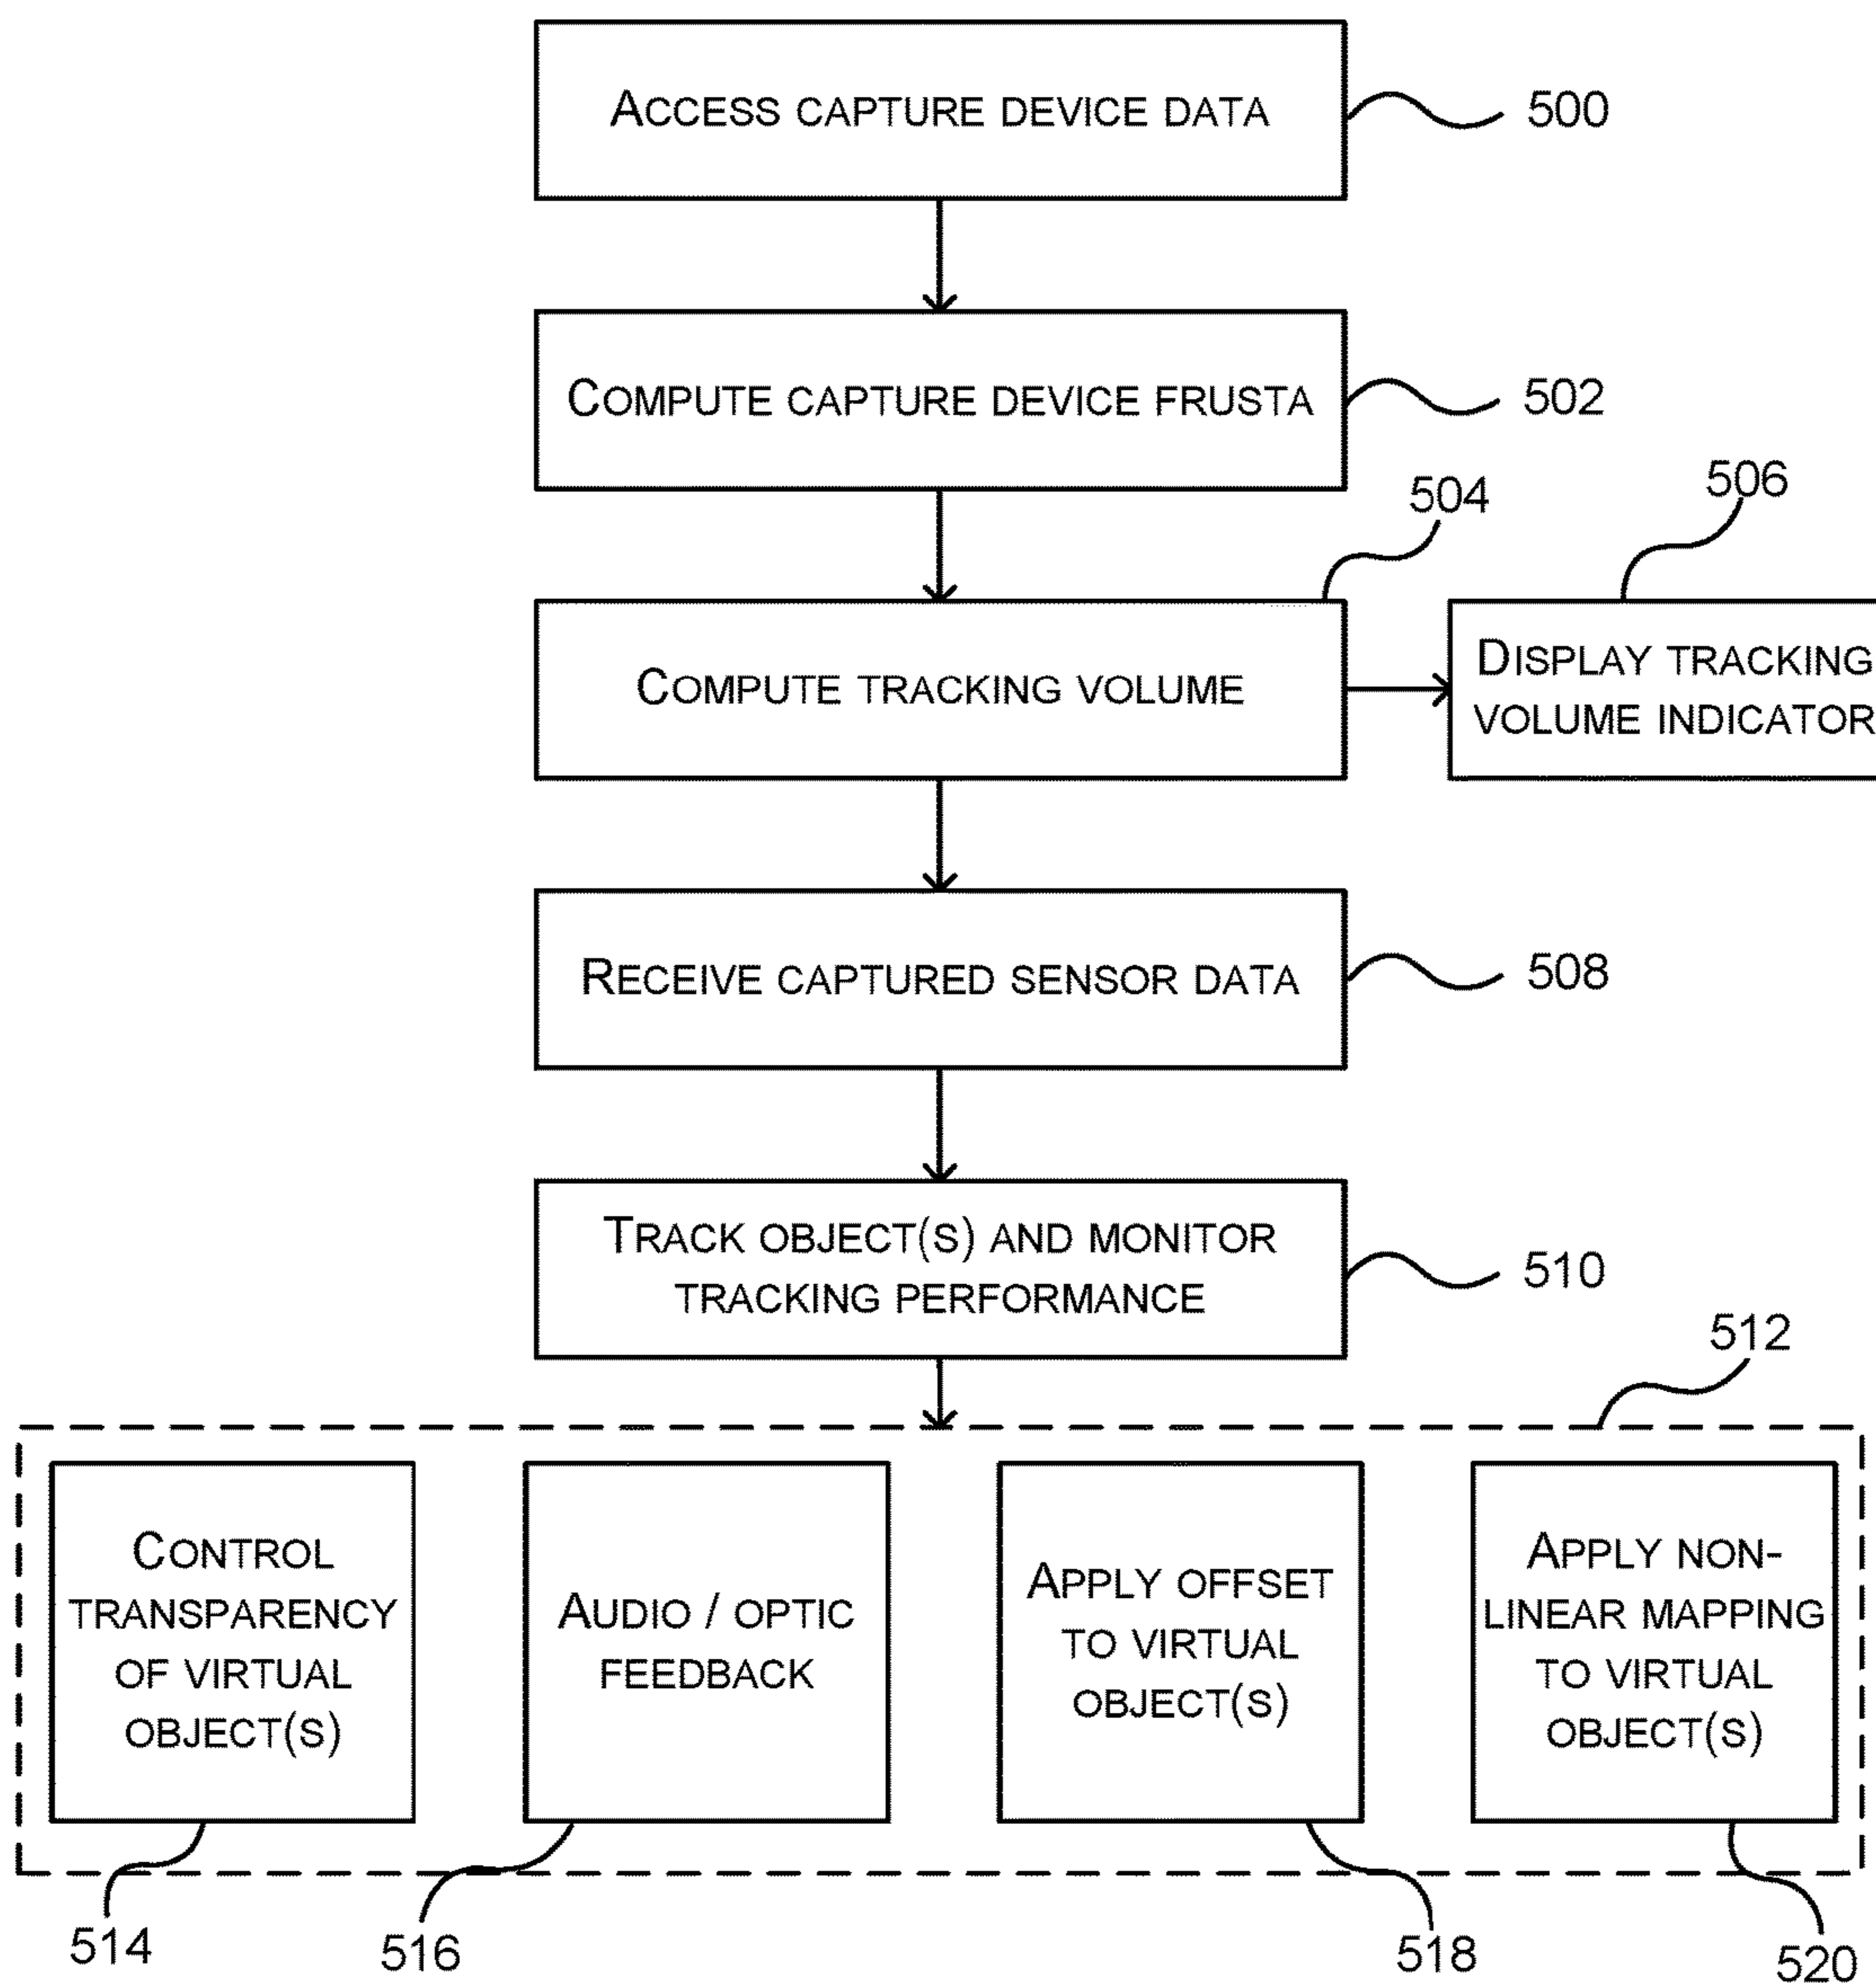 ACCESS CAPTURE DEVICE DATA
500
COMPUTE CAPTURE DEVICE FRUSTA
502
504
506
COMPUTE TRACKING VOLUME
DISPLAY TRACKING
VOLUME INDICATOR
RECEIVE CAPTURED SENSOR DATA
508
TRACK OBJECT(S) AND MONITOR
TRACKING PERFORMANCE
510
512
CONTROL
TRANSPARENCY
OF VIRTUAL
OBJECT(S)
AUDIO / OPTIC
FEEDBACK
APPLY OFFSET
TO VIRTUAL
OBJECT(S)
APPLY NON-
LINEAR MAPPING
TO VIRTUAL
OBJECT(S)
514
516
518
520